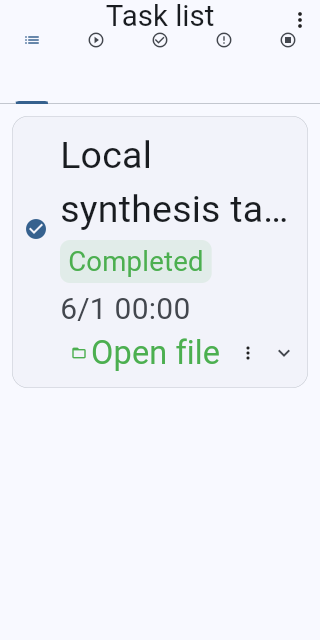 Task list
Local
synthesis ta…
Completed
6/1 00:00
Open file